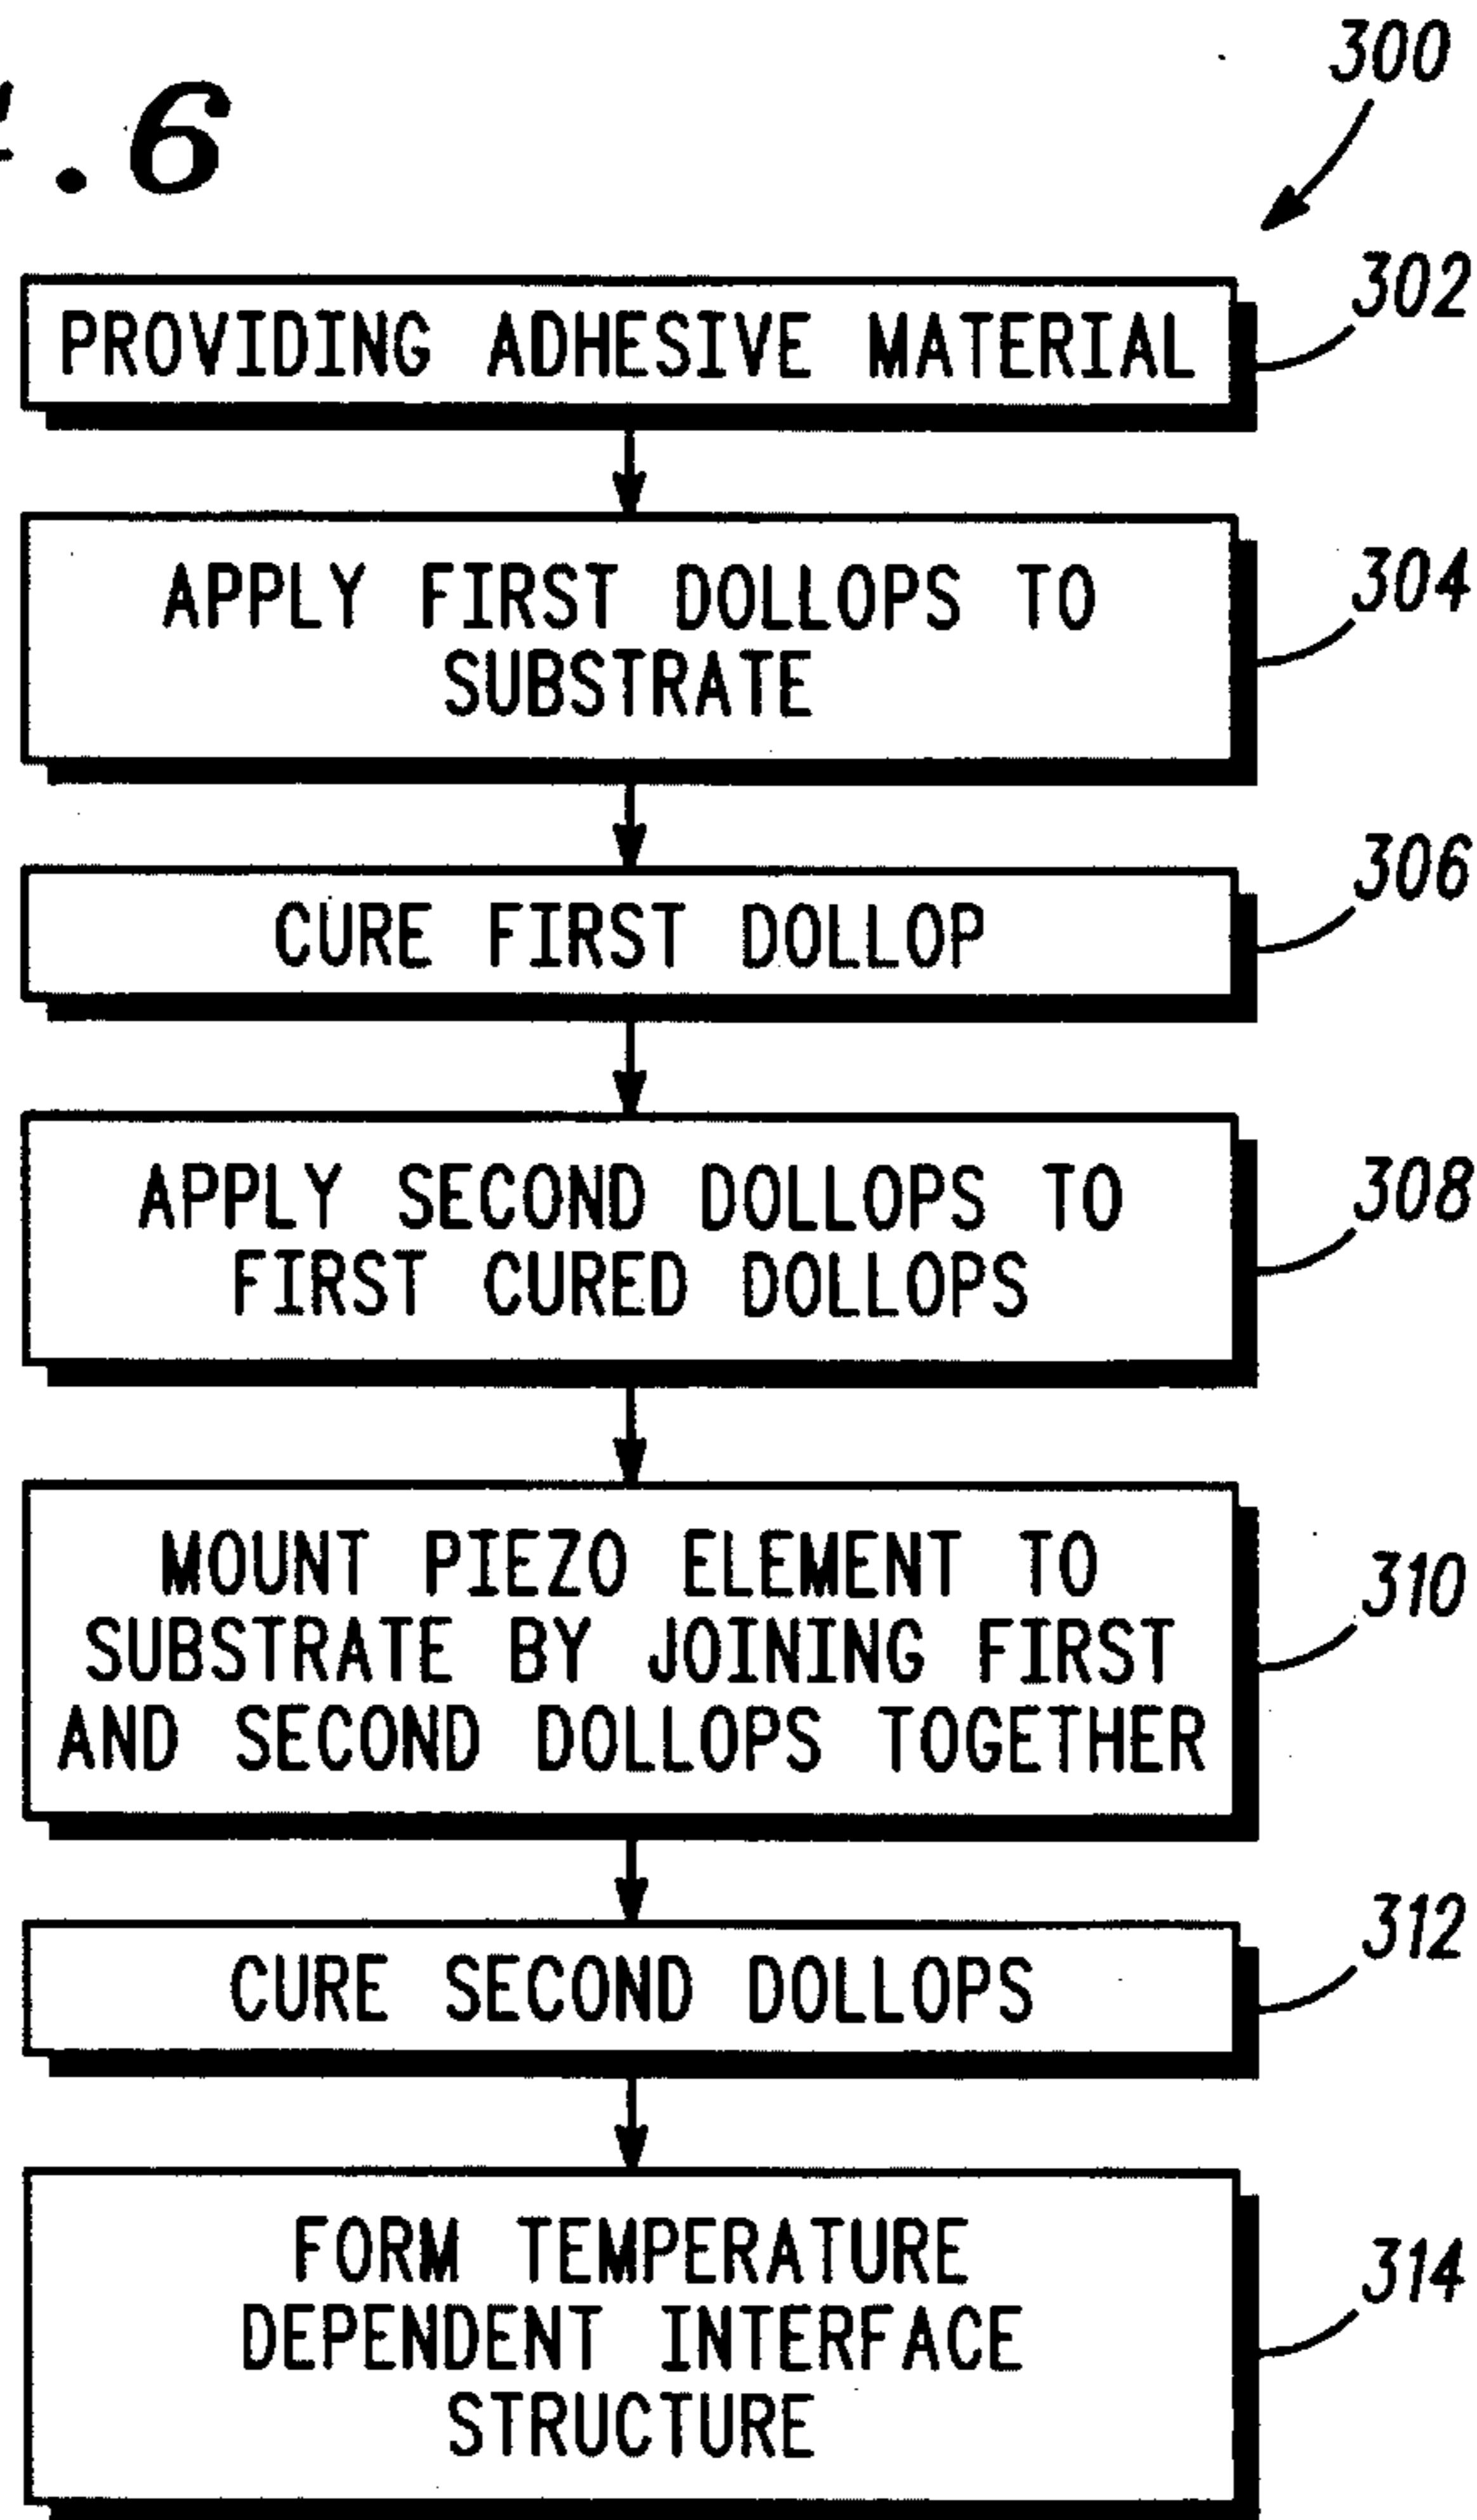 .6
300
302
PROVIDING ADHESIVE MATERIAL
304
APPLY FIRST DOLLOPS TO
SUBSTRATE
306
CURE FIRST DOLLOP
308
APPLY SECOND DOLLOPS TO
FIRST CURED DOLLOPS
310
MOUNT PIEZO ELEMENT TO
SUBSTRATE BY JOINING FIRST
AND SECOND DOLLOPS TOGETHER
312
CURE SECOND DOLLOPS
314
FORM TEMPERATURE
DEPENDENT INTERFACE
STRUCTURE